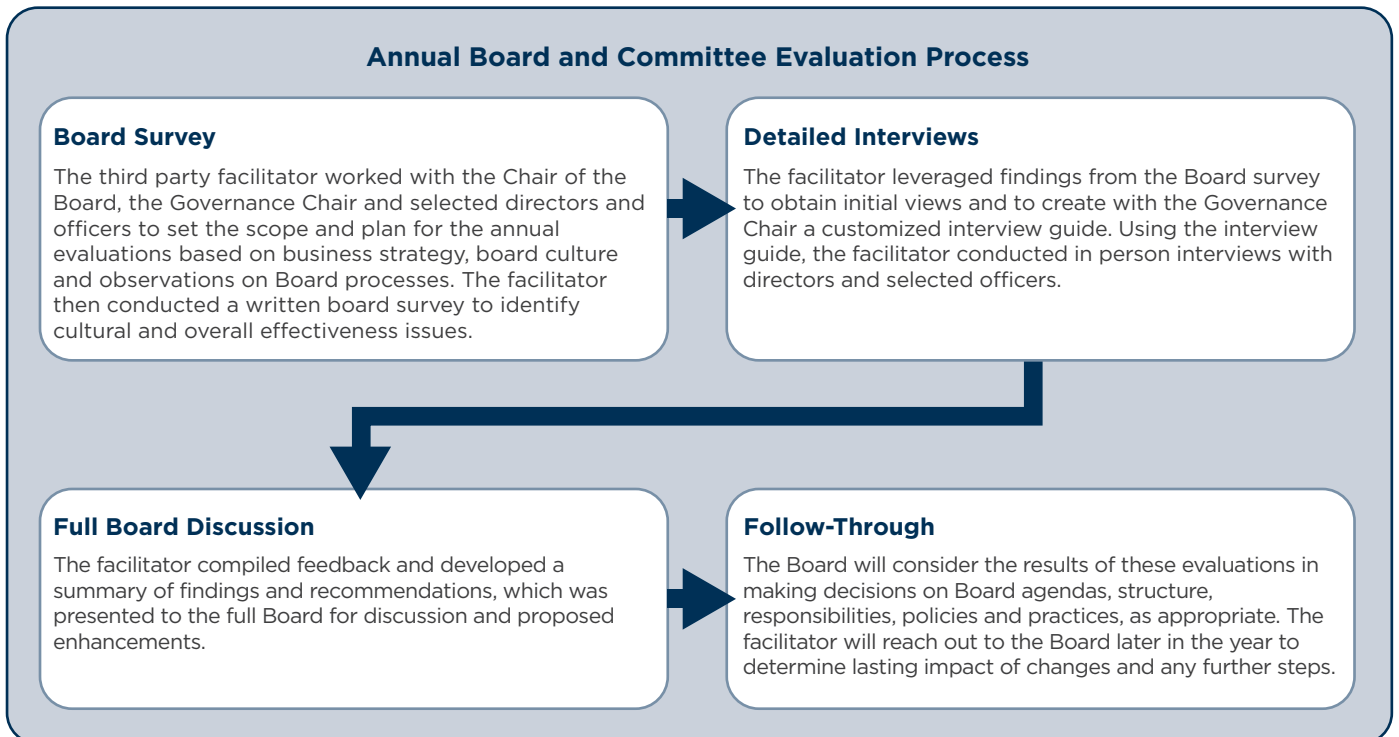 Annual Board and Committee Evaluation Process
Board Survey
The third party facilitator worked with the Chair of the
Board, the Governance Chair and selected directors and
officers to set the scope and plan for the annual
evaluations based on business strategy, board culture
and observations on Board processes. The facilitator
then conducted a written board survey to identify
cultural and overall effectiveness issues.
Detailed Interviews
The facilitator leveraged findings from the Board survey
to obtain initial views and to create with the Governance
Chair a customized interview guide. Using the interview
guide, the facilitator conducted in person interviews with
directors and selected officers.
Full Board Discussion
The facilitator compiled feedback and developed a
summary of findings and recommendations, which was
presented to the full Board for discussion and proposed
enhancements.
Follow-Through
The Board will consider the results of these evaluations in
making decisions on Board agendas, structure,
responsibilities, policies and practices, as appropriate. The
facilitator will reach out to the Board later in the year to
determine lasting impact of changes and any further steps.